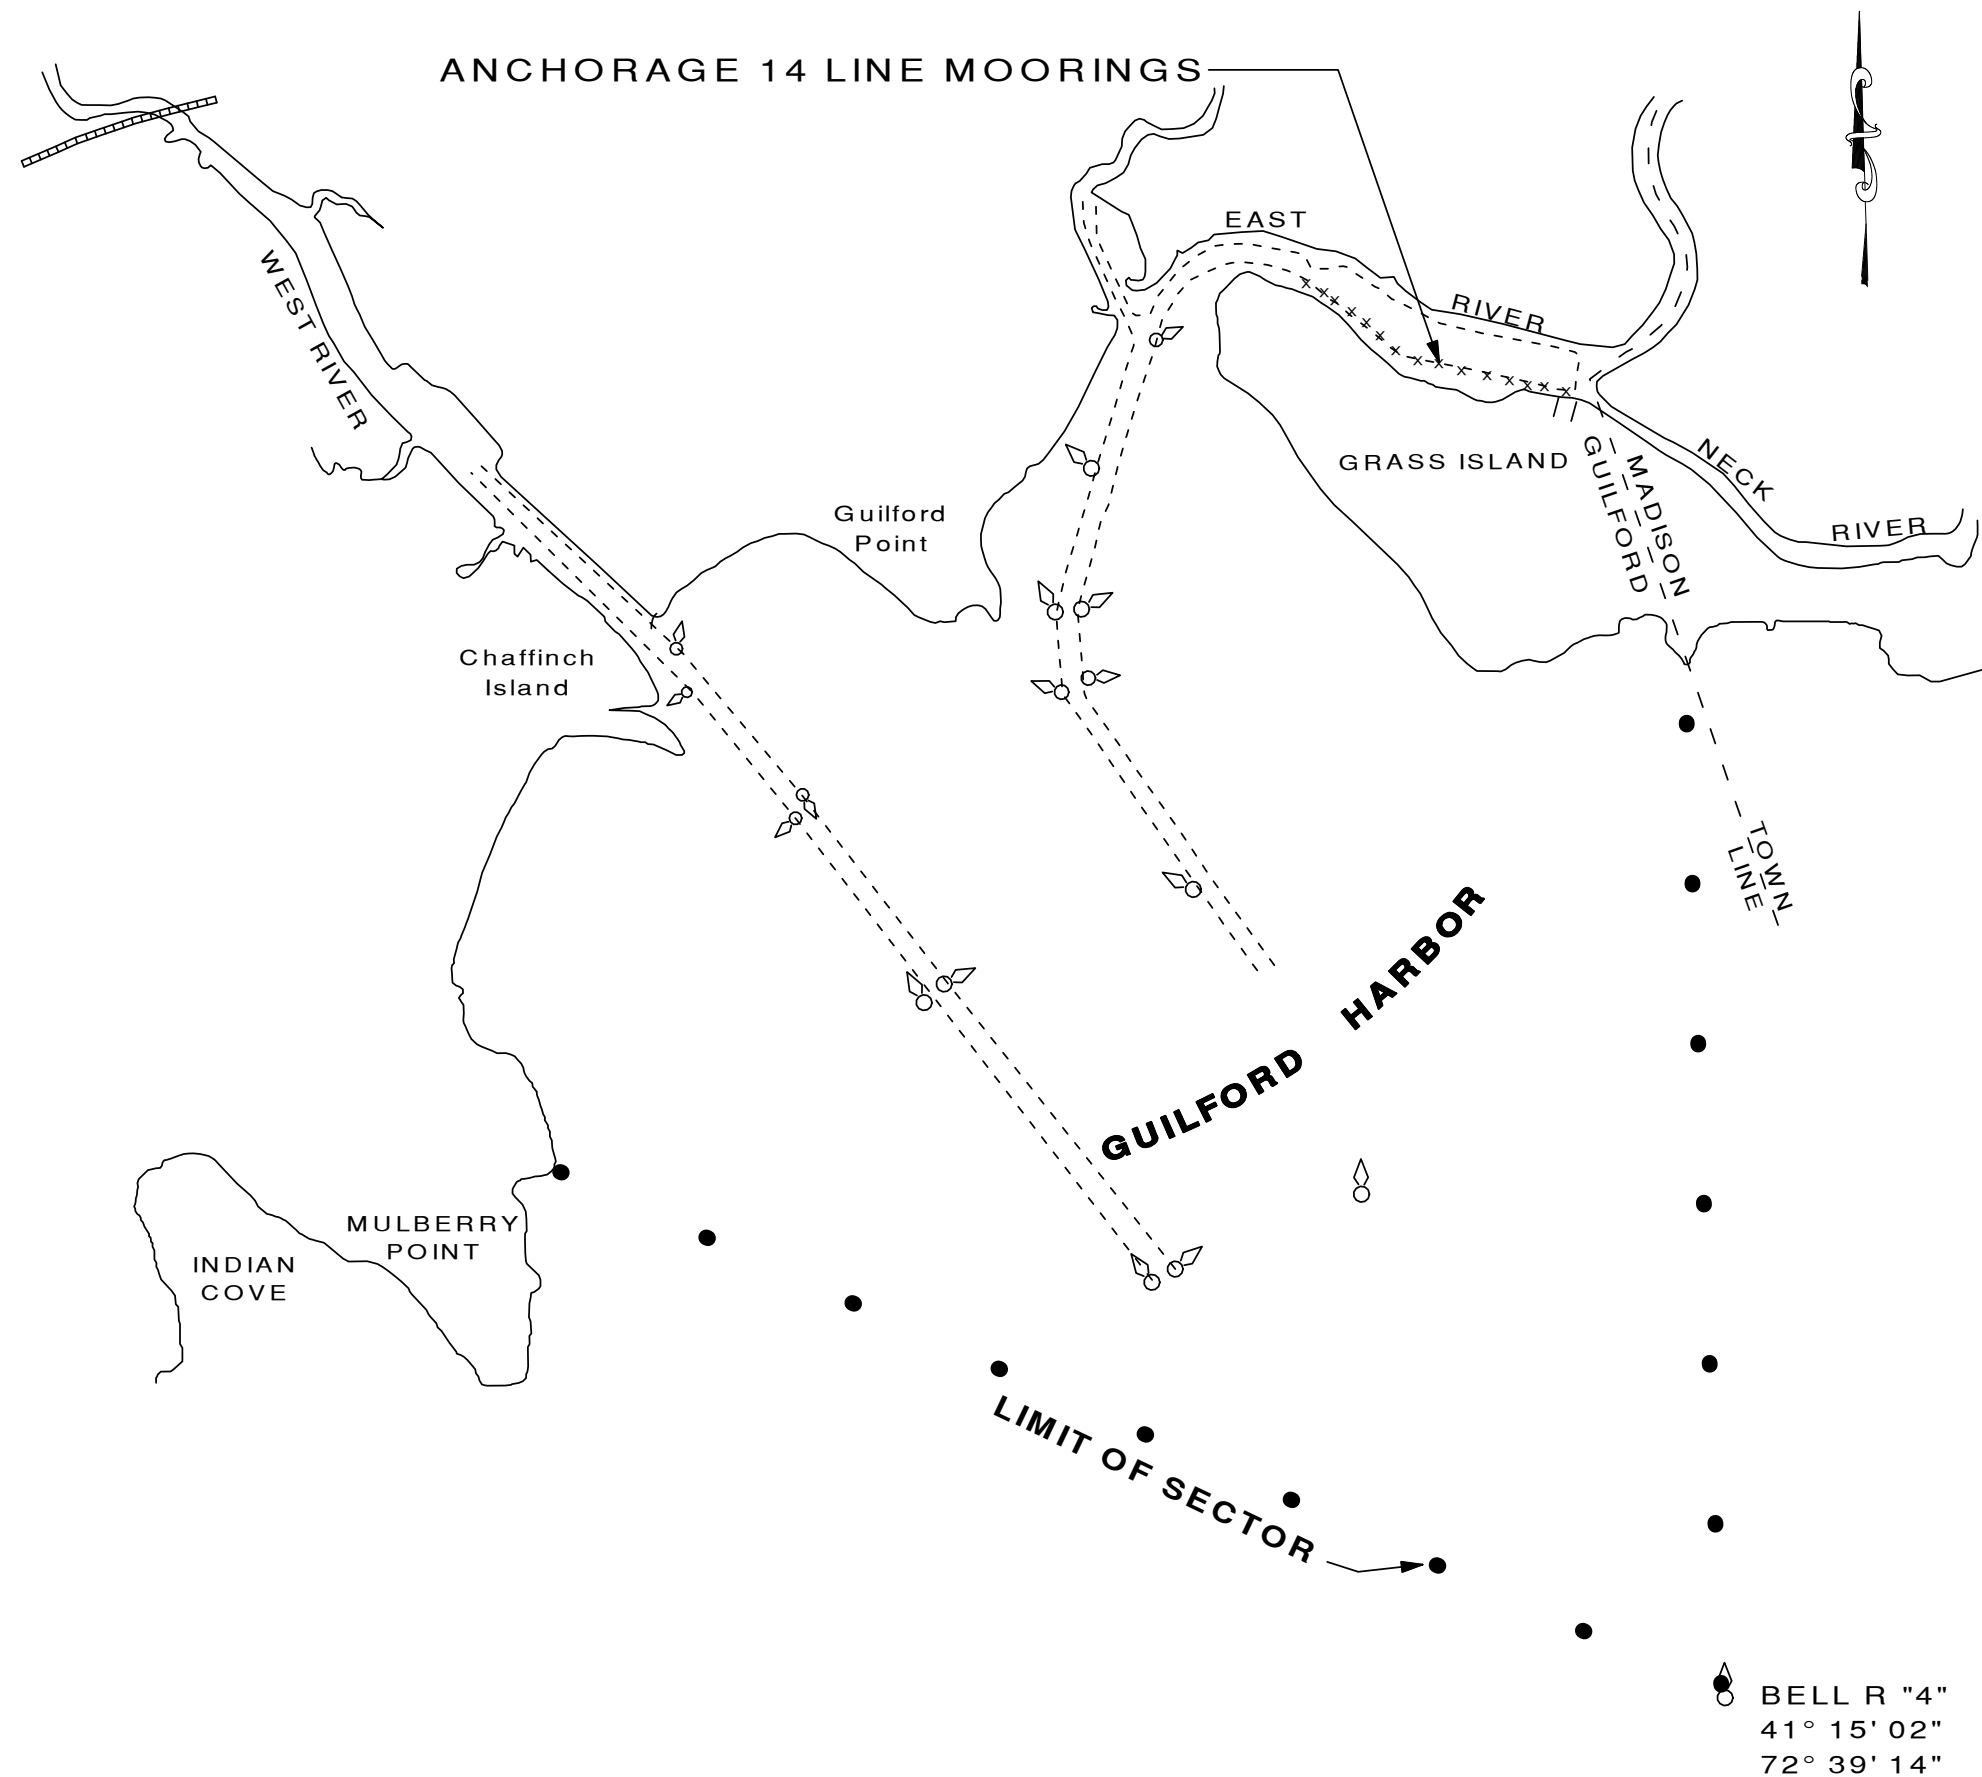 ANCHORAGE 14 LINE MOORINGS
EAST
RIVER
WEST RIVER
GRASS ISLAND
NECK
RIVER
MADISON
GUILFORD
Guilford
Point
Chaffinch
Island
TOWN
LINE
HARBOR
GUILFORD
MULBERRY
POINT
INDIAN
COVE
LIMIT OF SECTOR
BELL R "4"
41° 15' 02"
72° 39' 14"